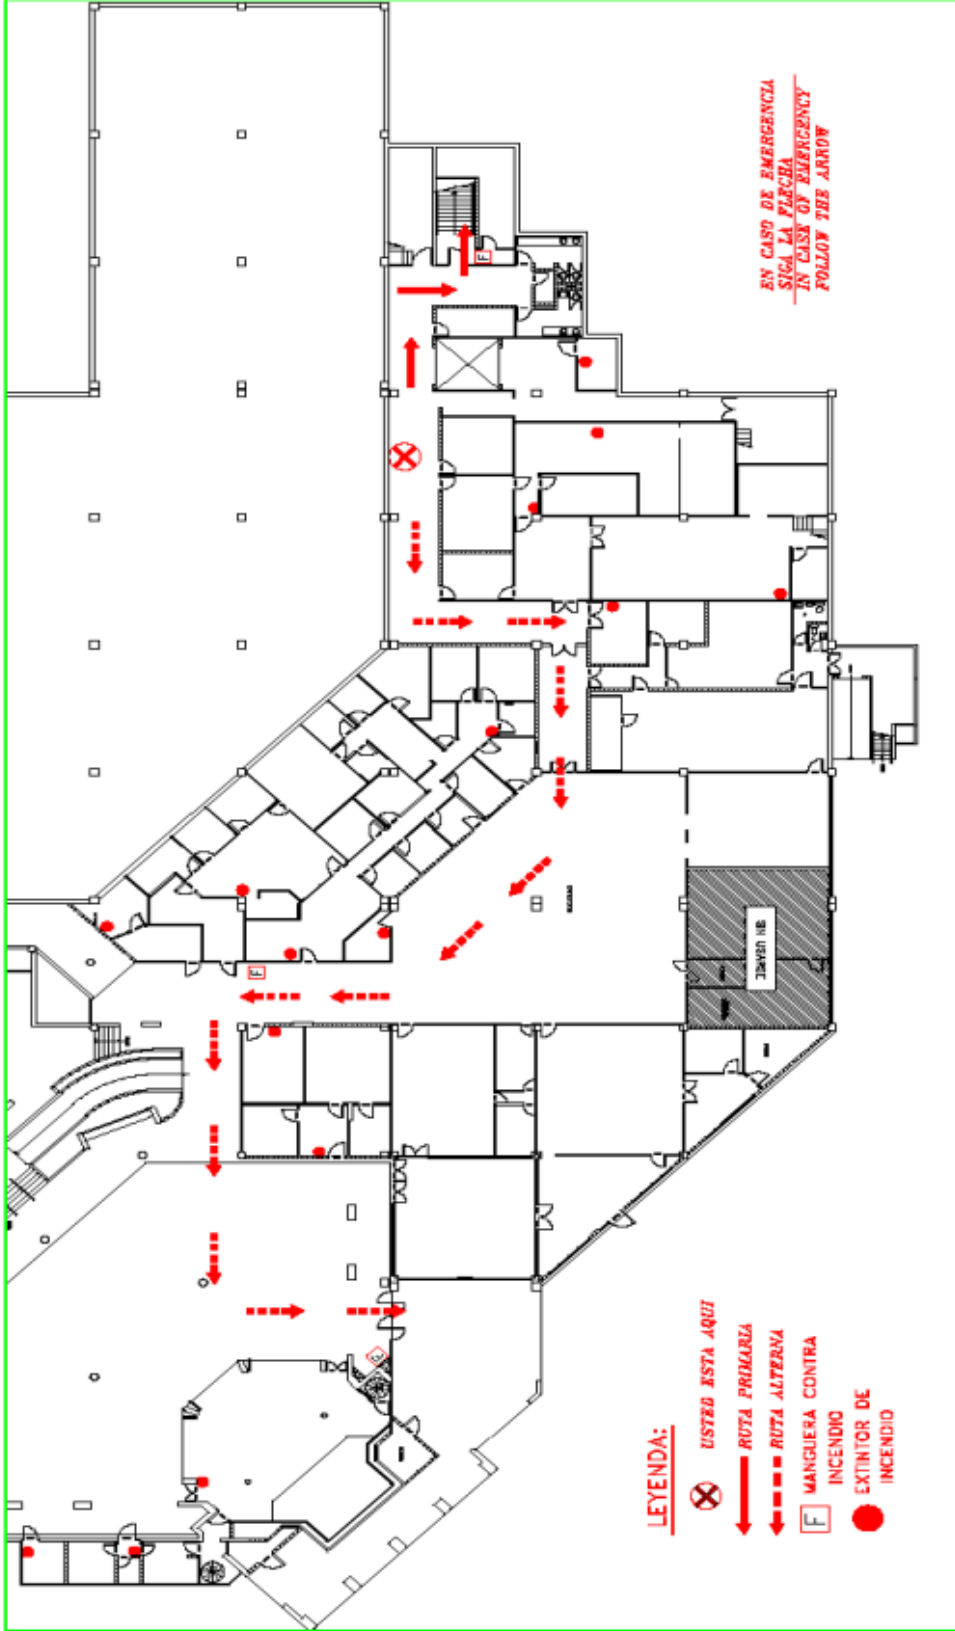 EN CASO DE EMERGENCIA
SIGA LA FLECHA
IN CASE OF EMERGENCY
FOLLOW THE ARROW
F
F
F
LEYENDA:
USTED ESTA AQUI
RUTA PRIMARIA
RUTA ALTERNA
F MANGUERA CONTRA
INCENDIO
EXTINTOR DE
INCENDIO